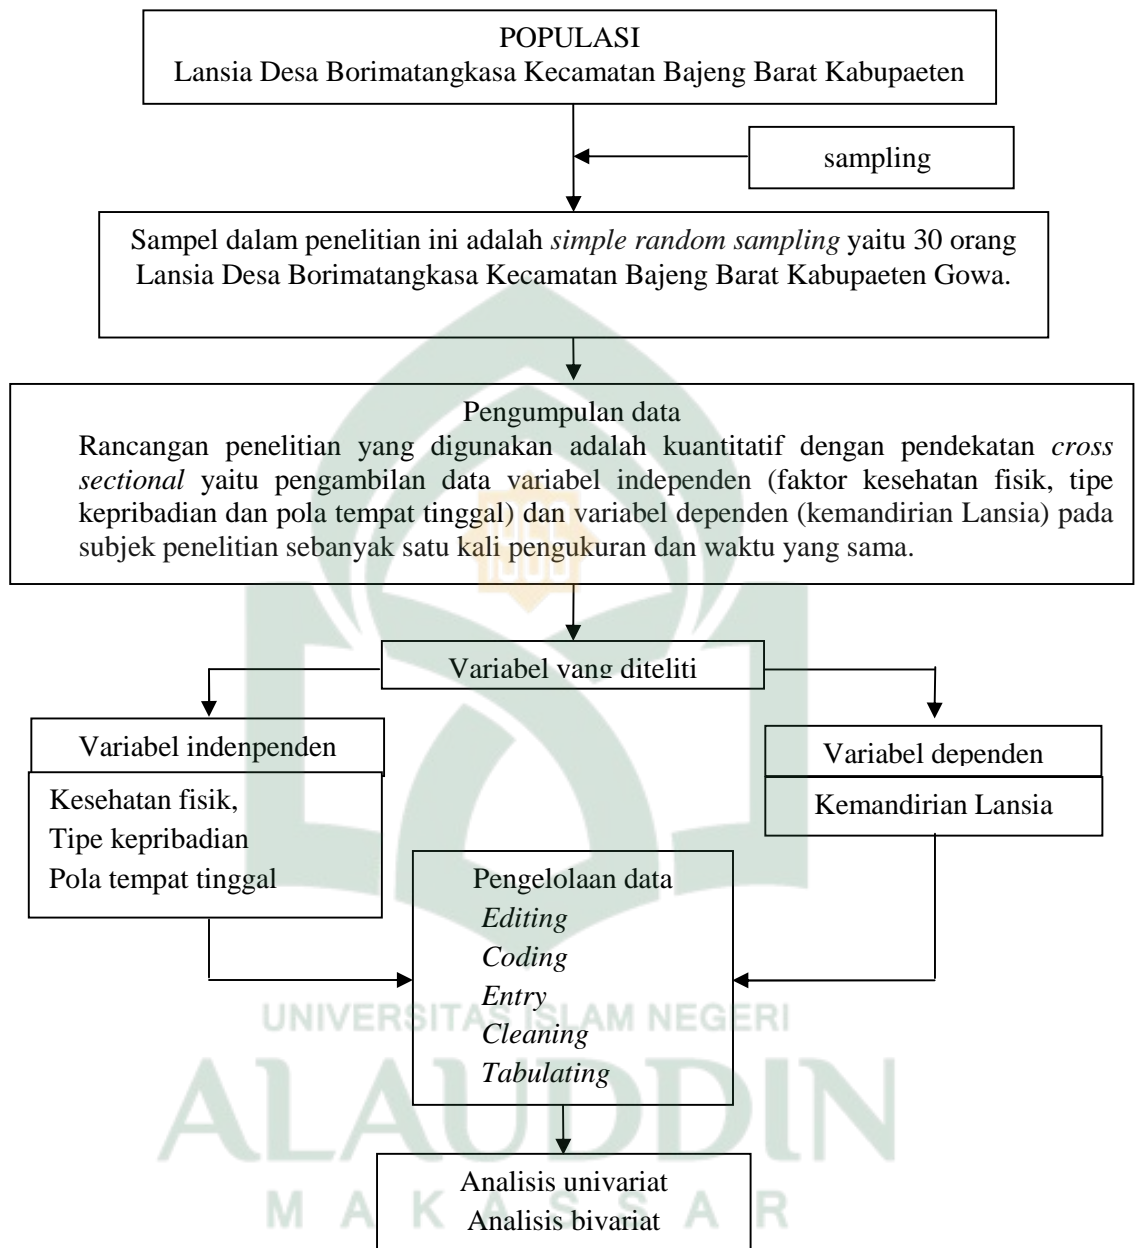 POPULASI
Lansia Desa Borimatangkasa Kecamatan Bajeng Barat Kabupaeten
sampling
Sampel dalam penelitian ini adalah simple random sampling yaitu 30 orang
Lansia Desa Borimatangkasa Kecamatan Bajeng Barat Kabupaeten Gowa.
Pengumpulan data
Rancangan penelitian yang digunakan adalah kuantitatif dengan pendekatan cross
sectional yaitu pengambilan data variabel independen (faktor kesehatan fisik, tipe
kepribadian dan pola tempat tinggal) dan variabel dependen (kemandirian Lansia) pada
subjek penelitian sebanyak satu kali pengukuran dan waktu yang sama.
Variabel yang diteliti
Variabel indenpenden
Variabel dependen
Kesehatan fisik,
Tipe kepribadian
Pola tempat tinggal
Kemandirian Lansia
Pengelolaan data
Editing
Coding
Entry
Cleaning
Tabulating
UNIVERSITAS ISLAM NEGERI
ALAUDDIN
MAKASSAR
Analisis univariat
Analisis bivariat